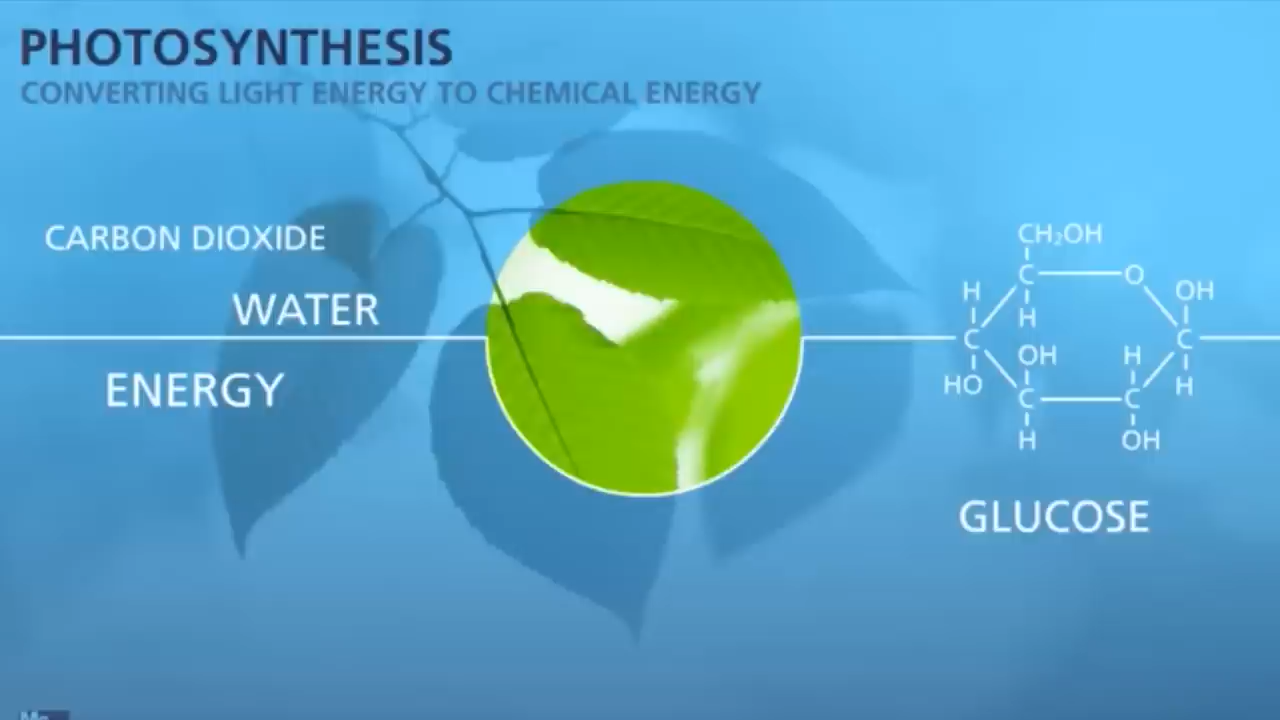 PHOTOSYNTHESIS
CONVERTING LIGHT ENERGY TO CHEMICAL ENERGY
CARBON DIOXIDE
WATER
ENERGY
CH₂OH
C O
H OH
H
C C
OH H
HO H
C C
H OH
GLUCOSE